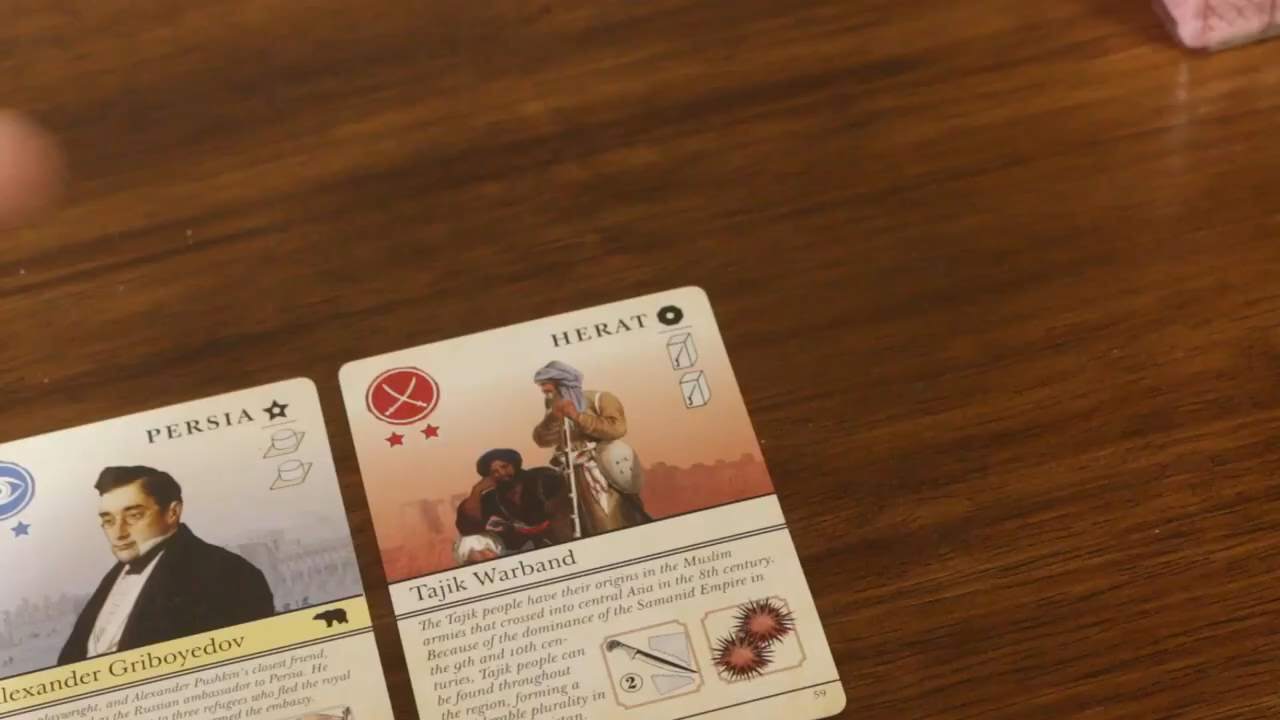 PERSIA
Alexander Griboyedov
playwright, and Alexander Pushkin's closest friend,
as the Russian ambassador to Persia. He
to three refugees who fled the royal
the embassy.
HERAT
Tajik Warband
The Tajik people have their origins in the Muslim
armies that crossed into central Asia in the 8th century.
Because of the dominance of the Samanid Empire in
the 9th and 10th cen-
turies, Tajik people can
be found throughout
the region, forming a
plurality in
2
59